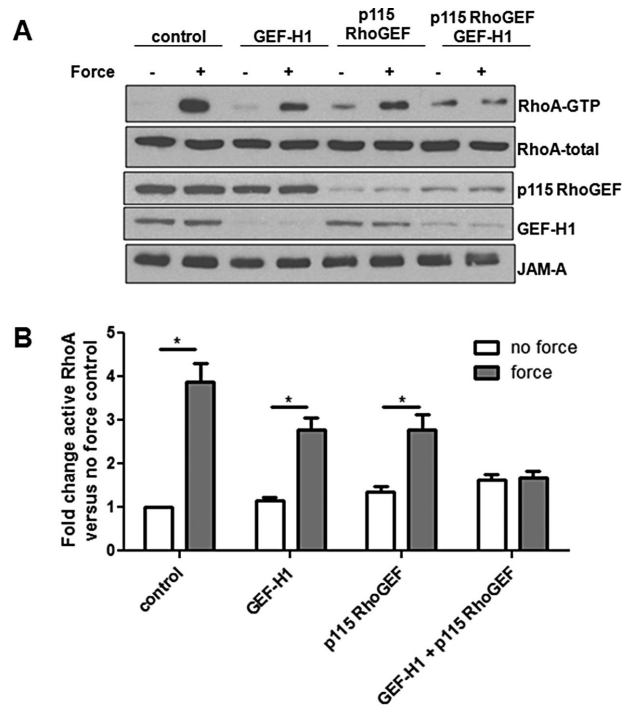 A
control
GEF-H1
p115
RhoGEF
p115 RhoGEF
GEF-H1
Force - + - + - + - +
RhoA-GTP
RhoA-total
p115 RhoGEF
GEF-H1
JAM-A
B
Fold change active RhoA
versus no force control
5
4
3
2
1
0
*
*
*
no force
force
control
GEF-H1
p115 RhoGEF
GEF-H1 + p115 RhoGEF